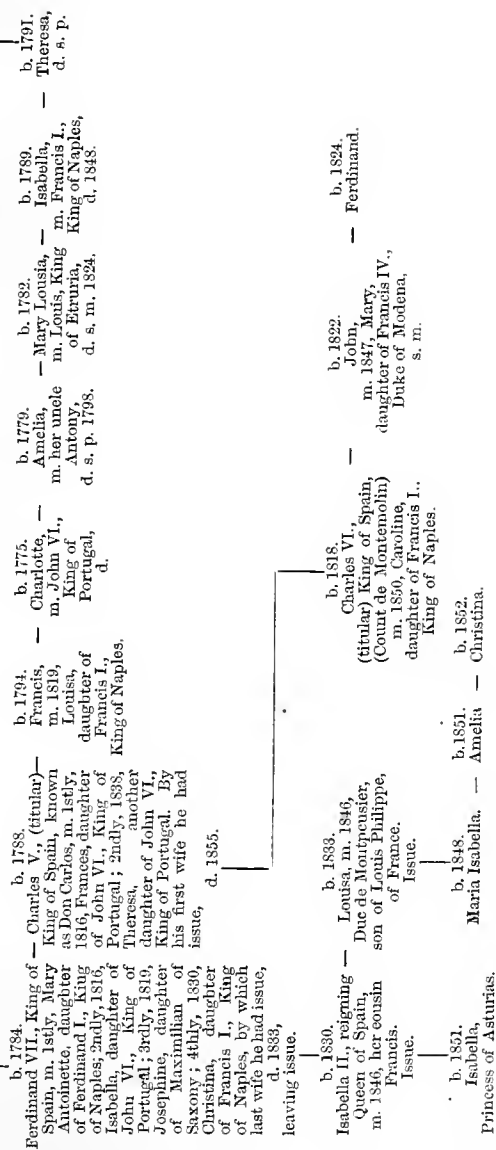 b. 1784.
Ferdinand VII., King of
Spain, m. 1stly, Mary
Antoinette, daughter
of Ferdinand I., King
of Naples; 2ndly, 1816,
Isabella, daughter of
John VI., King of
Portugal; 3rdly, 1819,
Josephine, daughter
of Maximilian of
Saxony; 4thly, 1830,
Christina, daughter
of Francis I., King
of Naples, by which
last wife he had issue,
d. 1833,
leaving issue.
b. 1788.
— Charles V., (titular)—
King of Spain, known
as Don Carlos, m. 1stly,
1816, Frances, daughter
of John VI., King of
Portugal; 2ndly, 1838,
Theresa, another
daughter of John VI.,
King of Portugal. By
his first wife he had
issue,
d. 1855.
b. 1794.
Francis,
m. 1819,
Louisa,
daughter of
Francis I.,
King of Naples.
b. 1775.
— Charlotte, —
m. John VI.,
King of
Portugal,
d.
b. 1779.
Amelia,
m. her uncle
Antony,
d. s. p. 1798.
b. 1782.
— Mary Lousia, —
m. Louis, King
of Etruria,
d. s. m. 1824.
b. 1789.
Isabella,
m. Francis I.,
King of Naples,
d. 1848.
b. 1791.
— Theresa,
d. s. p.
b. 1830.
Isabella II., reigning —
Queen of Spain,
m. 1846, her cousin
Francis.
Issue.
b. 1833.
Louisa, m. 1846,
Duc de Montpeusier,
son of Louis Philippe,
of France.
Issue.
b. 1818.
Charles VI.,
(titular) King of Spain,
(Count de Montemolin)
m. 1850, Caroline,
daughter of Francis I.,
King of Naples.
b. 1822.
— John,
m. 1847, Mary,
daughter of Francis IV.,
Duke of Modena,
s. m.
b. 1824.
— Ferdinand.
b. 1851.
Isabella,
Princess of Asturias.
b. 1848.
Maria Isabella.
b.1851.
— Amelia —
b. 1852.
Christina.